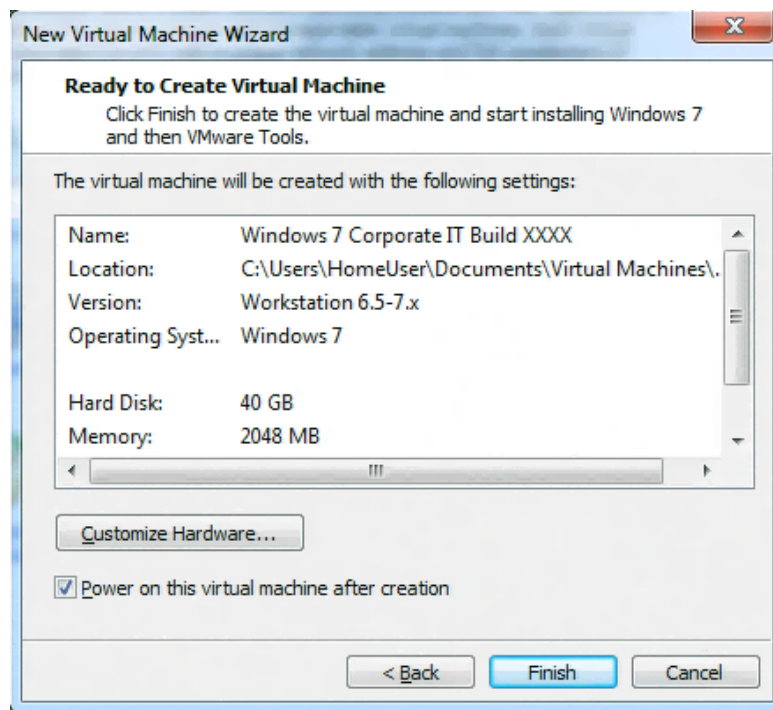 New Virtual Machine Wizard
Ready to Create Virtual Machine
Click Finish to create the virtual machine and start installing Windows 7
and then VMware Tools.
The virtual machine will be created with the following settings:
Name: Windows 7 Corporate IT Build XXXX
Location: C:\Users\HomeUser\Documents\Virtual Machines\.
Version: Workstation 6.5-7.x
Operating Syst... Windows 7
Hard Disk: 40 GB
Memory: 2048 MB
Customize Hardware...
Power on this virtual machine after creation
< Back Finish Cancel